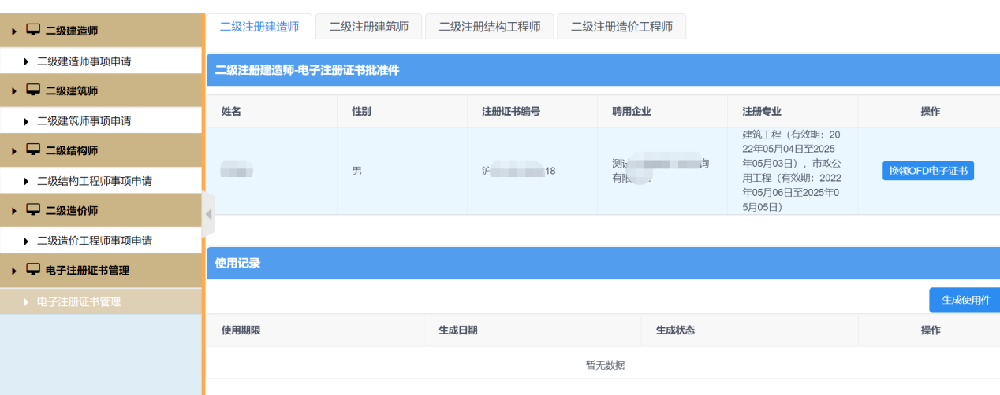 二级建造师
二级建造师事项申请
二级建筑师
二级建筑师事项申请
二级结构师
二级结构工程师事项申请
二级造价师
二级造价工程师事项申请
电子注册证书管理
电子注册证书管理
二级注册建造师 二级注册建筑师 二级注册结构工程师 二级注册造价工程师
二级注册建造师-电子注册证书批准件
姓名 性别 注册证书编号 聘用企业 注册专业 操作
男
沪 18
测试 询
有限
建筑工程（有效期：20
22年05月04日至2025
年05月03日），市政公
用工程（有效期：2022
年05月06日至2025年0
5月05日）
换领OFD电子证书
使用记录
生成使用件
使用期限 生成日期 生成状态 操作
暂无数据